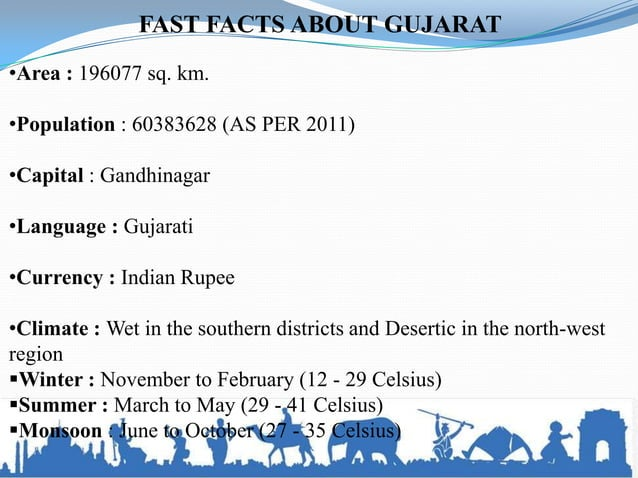 FAST FACTS ABOUT GUJARAT
•Area : 196077 sq. km.
•Population : 60383628 (AS PER 2011)
•Capital : Gandhinagar
•Language : Gujarati
•Currency : Indian Rupee
•Climate : Wet in the southern districts and Desertic in the north-west
region
▪Winter : November to February (12 - 29 Celsius)
▪Summer : March to May (29 - 41 Celsius)
▪Monsoon : June to October (27 - 35 Celsius)